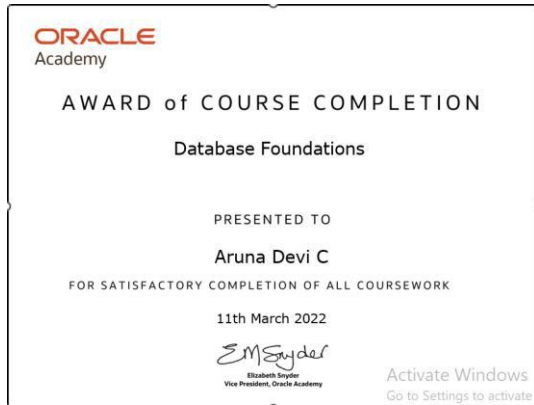 ORACLE
Academy
AWARD of COURSE COMPLETION
Database Foundations
PRESENTED TO
Aruna Devi C
FOR SATISFACTORY COMPLETION OF ALL COURSEWORK
11th March 2022
EMSnyder
Elizabeth Snyder
Vice President, Oracle Academy
Activate Windows
Go to Settings to activate